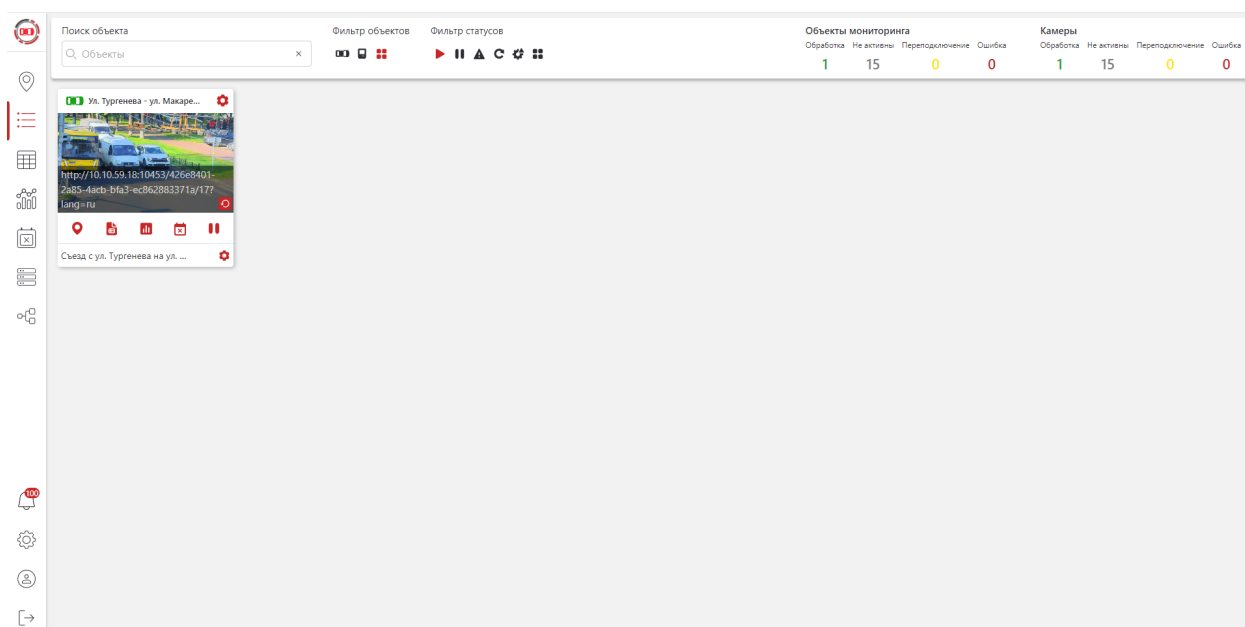 Поиск объекта
Объекты
Фильтр объектов
Фильтр статусов
Объекты мониторинга
Обработка Не активны Переподключение Ошибка
1 15 0 0
Камеры
Обработка Не активны Переподключение Ошибка
1 15 0 0
Ул. Тургенева - ул. Макаре...
http://10.10.59.18:10453/426e8401-
2a85-4acb-bfa3-ec862883371a/17?
lang=ru
Съезд с ул. Тургенева на ул. ...
100